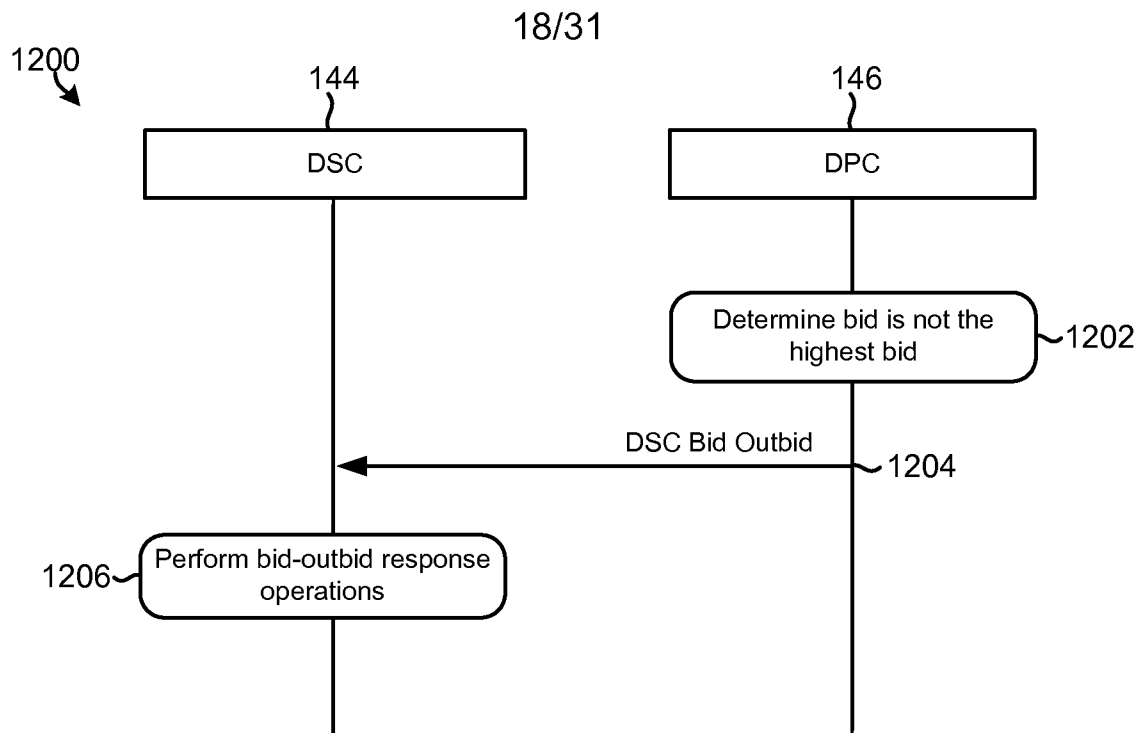 18/31
1200
144
146
DSC
DPC
Determine bid is not the
highest bid
1202
DSC Bid Outbid
1204
Perform bid-outbid response
operations
1206